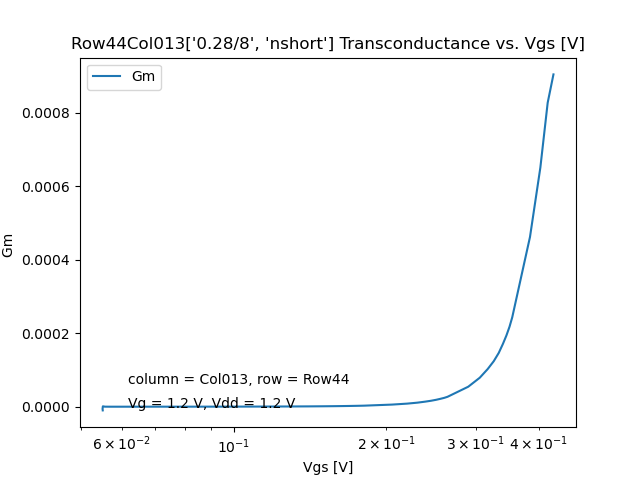 Row44Col013['0.28/8', 'nshort'] Transconductance vs. Vgs [V]
Gm
0.0008
0.0006
0.0004
0.0002
0.0000
Gm
column = Col013, row = Row44
Vg = 1.2 V, Vdd = 1.2 V
6 × 10⁻² 10⁻¹ 2 × 10⁻¹ 3 × 10⁻¹ 4 × 10⁻¹
Vgs [V]